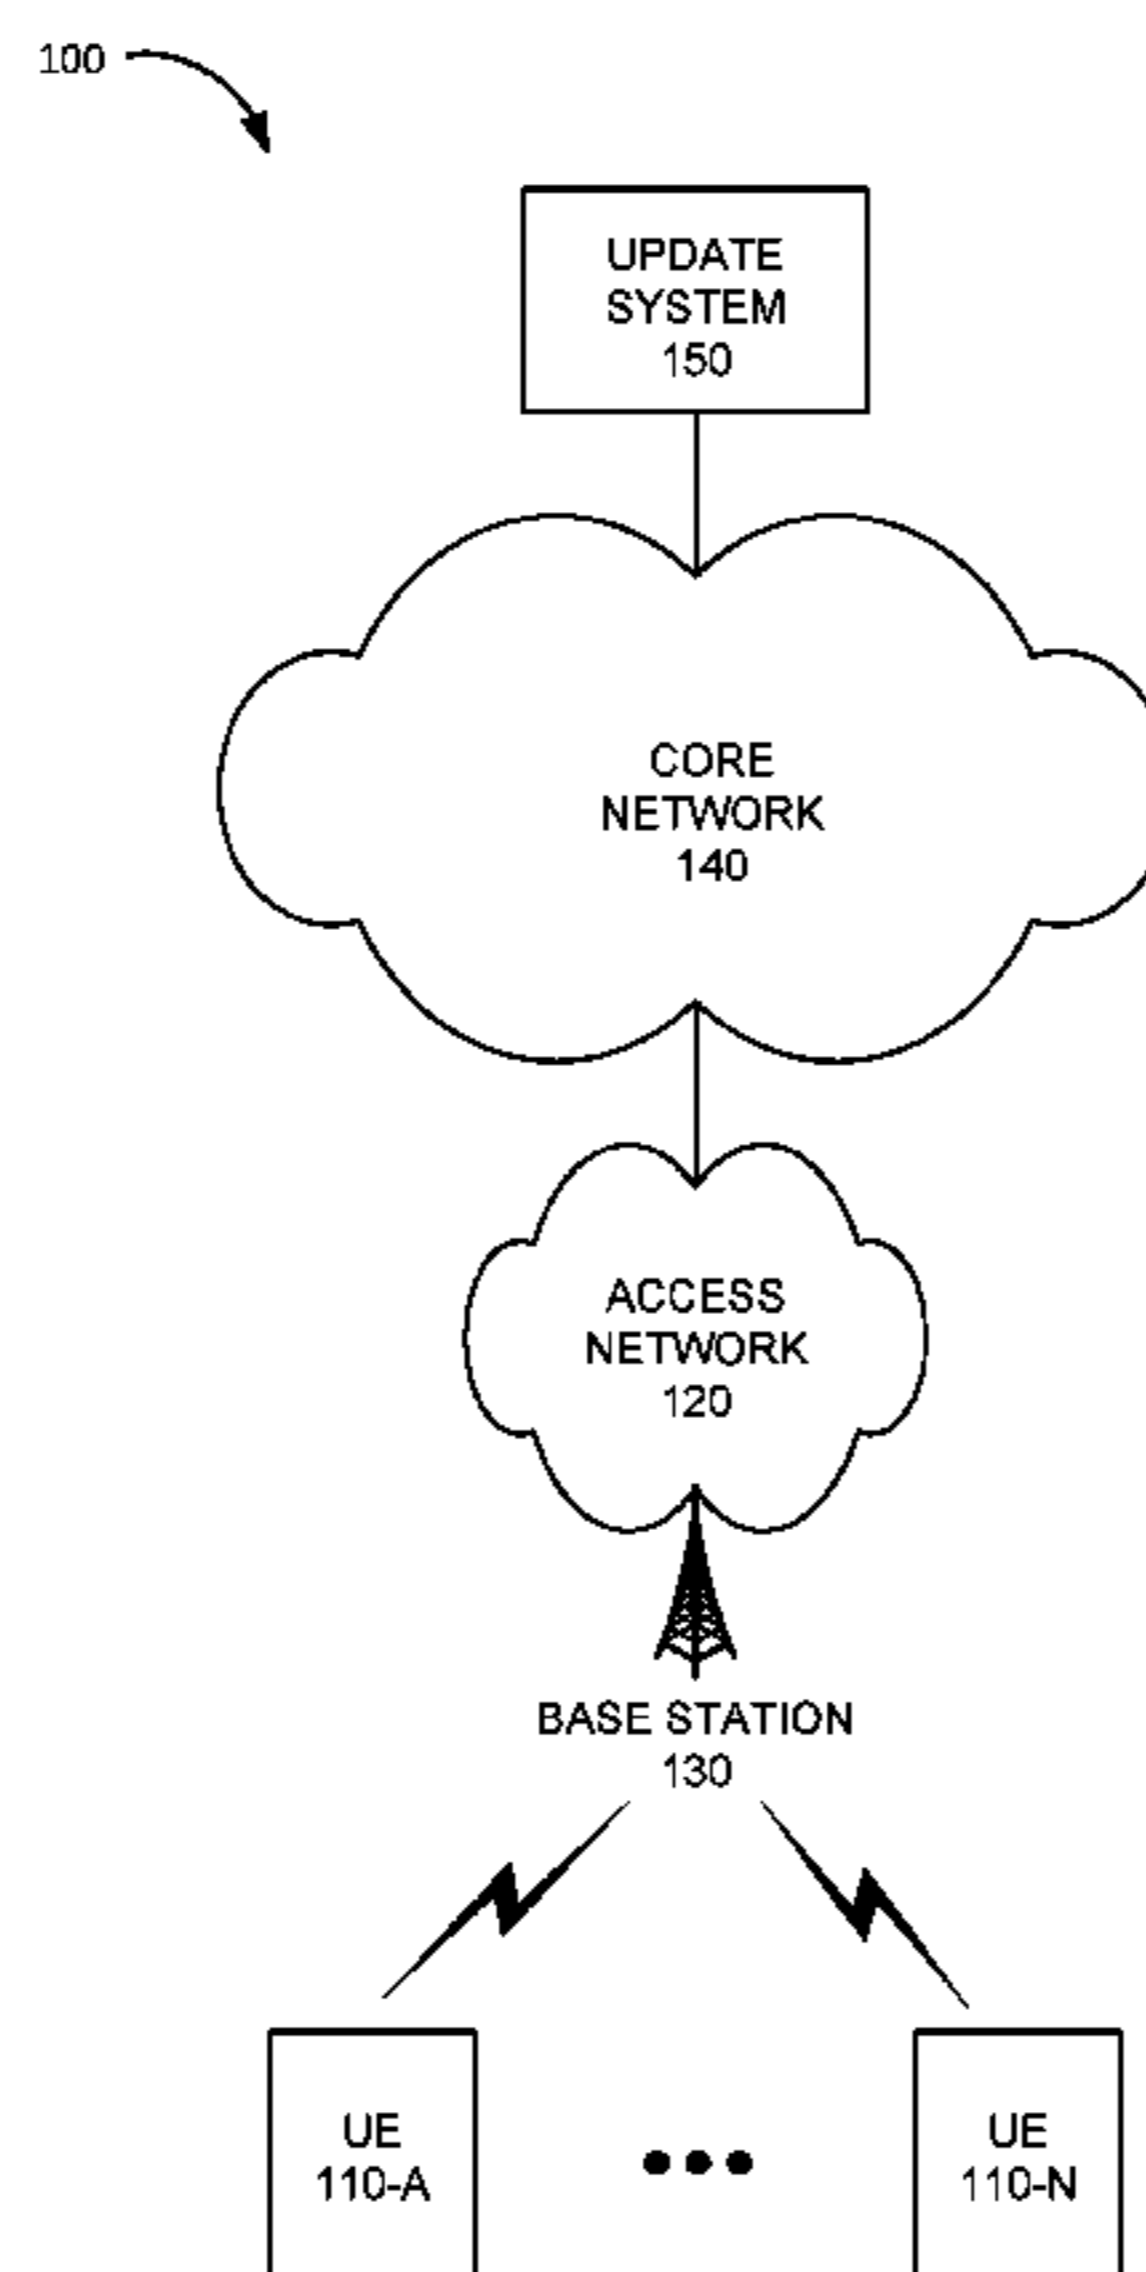 100
UPDATE
SYSTEM
150
CORE
NETWORK
140
ACCESS
NETWORK
120
BASE STATION
130
UE
110-A
UE
110-N